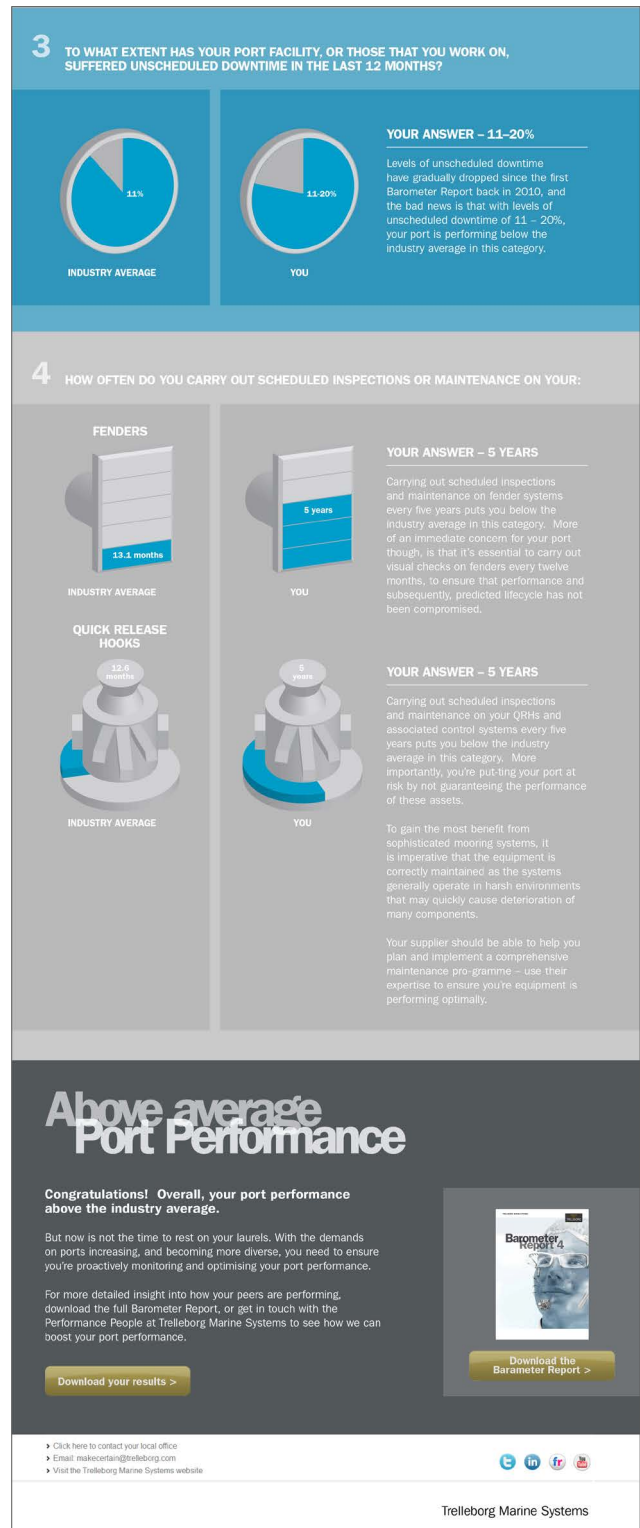 3 TO WHAT EXTENT HAS YOUR PORT FACILITY, OR THOSE THAT YOU WORK ON,
SUFFERED UNSCHEDULED DOWNTIME IN THE LAST 12 MONTHS?
11%
INDUSTRY AVERAGE
11-20%
YOU
YOUR ANSWER – 11–20%
Levels of unscheduled downtime
have gradually dropped since the first
Barometer Report back in 2010, and
the bad news is that with levels of
unscheduled downtime of 11 – 20%,
your port is performing below the
industry average in this category.
4 HOW OFTEN DO YOU CARRY OUT SCHEDULED INSPECTIONS OR MAINTENANCE ON YOUR:
FENDERS
13.1 months
INDUSTRY AVERAGE
5 years
YOU
YOUR ANSWER – 5 YEARS
Carrying out scheduled inspections
and maintenance on fender systems
every five years puts you below the
industry average in this category. More
of an immediate concern for your port
though, is that it's essential to carry out
visual checks on fenders every twelve
months, to ensure that performance and
subsequently, predicted lifecycle has not
been compromised.
QUICK RELEASE
HOOKS
12.6
months
INDUSTRY AVERAGE
5
years
YOU
YOUR ANSWER – 5 YEARS
Carrying out scheduled inspections
and maintenance on your QRHs and
associated control systems every five
years puts you below the industry
average in this category. More
importantly, you're put-ting your port at
risk by not guaranteeing the performance
of these assets.
To gain the most benefit from
sophisticated mooring systems, it
is imperative that the equipment is
correctly maintained as the systems
generally operate in harsh environments
that may quickly cause deterioration of
many components.
Your supplier should be able to help you
plan and implement a comprehensive
maintenance pro-gramme – use their
expertise to ensure you're equipment is
performing optimally.
Above average
Port Performance
Congratulations! Overall, your port performance
above the industry average.
But now is not the time to rest on your laurels. With the demands
on ports increasing, and becoming more diverse, you need to ensure
you're proactively monitoring and optimising your port performance.
For more detailed insight into how your peers are performing,
download the full Barometer Report, or get in touch with the
Performance People at Trelleborg Marine Systems to see how we can
boost your port performance.
Download your results >
Barometer
Report 4
Download the
Barameter Report >
Click here to contact your local office
Email: makecertain@trelleborg.com
Visit the Trelleborg Marine Systems website
in
fr
Trelleborg Marine Systems